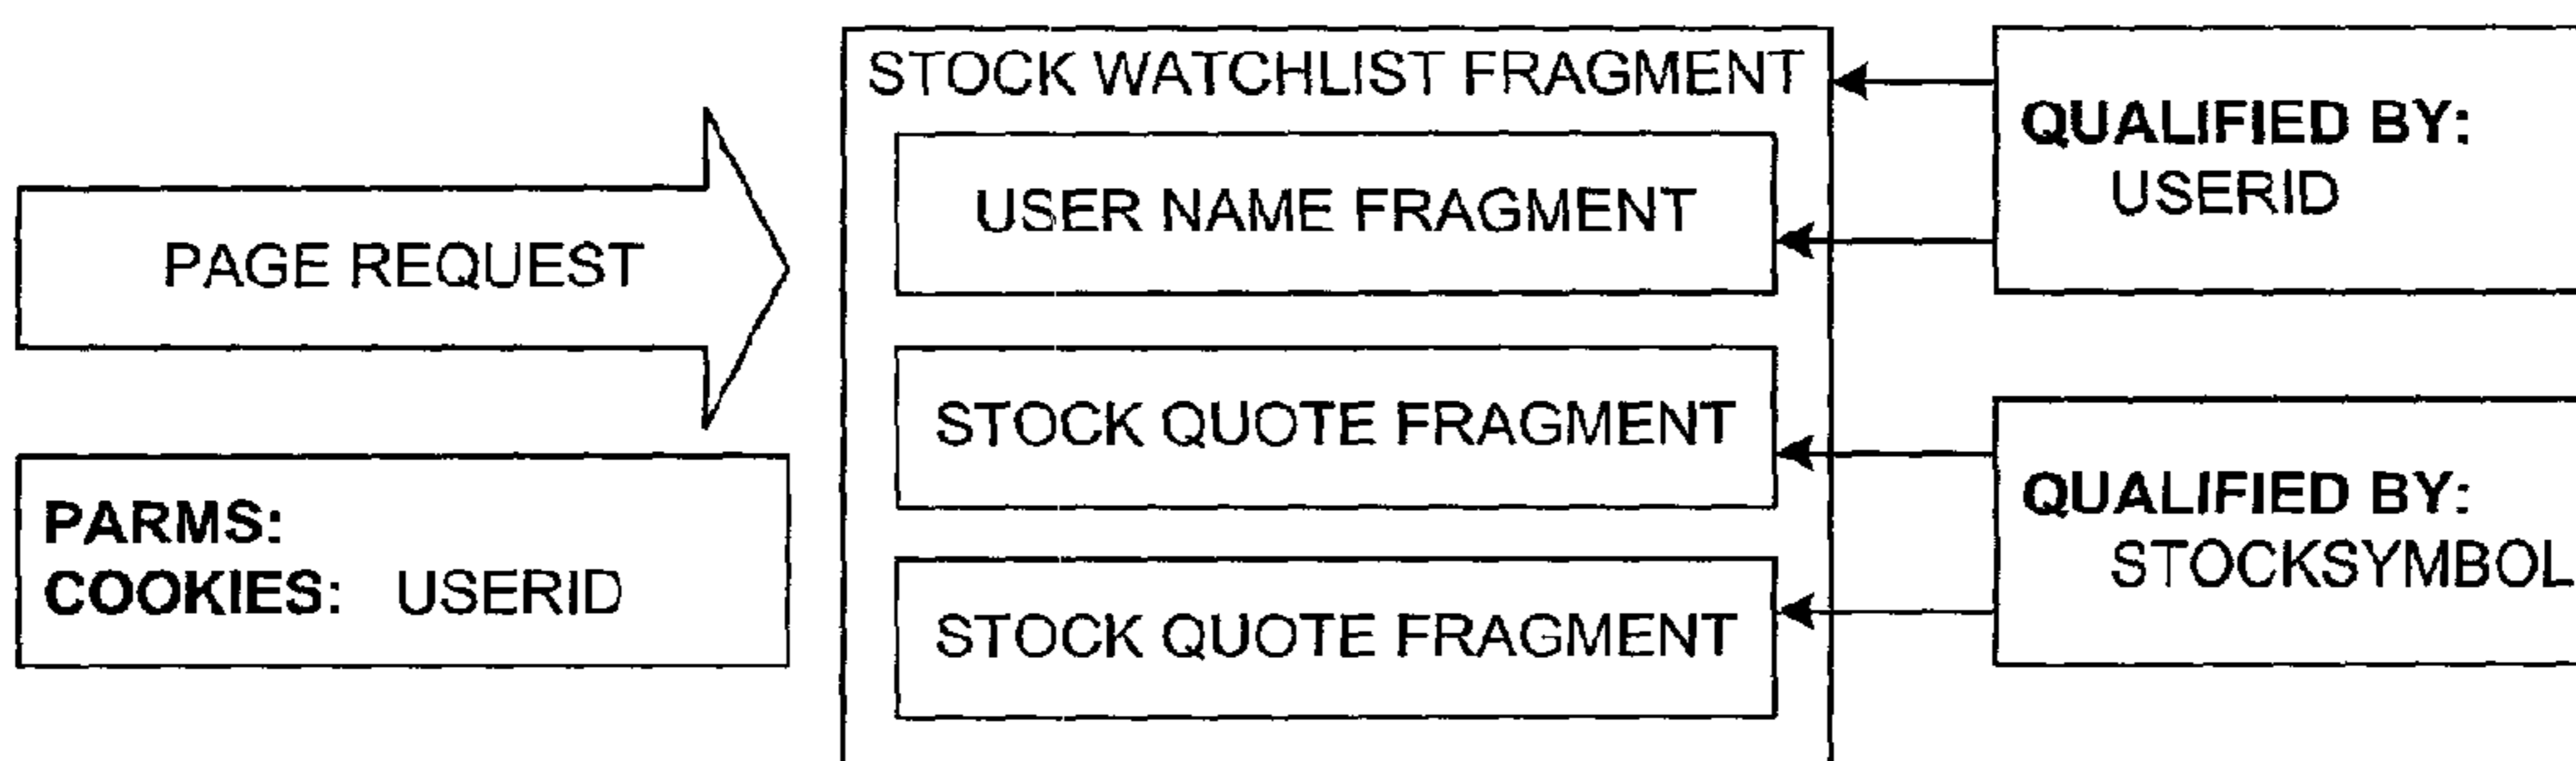 PAGE REQUEST
PARMS:
COOKIES: USERID
STOCK WATCHLIST FRAGMENT
USER NAME FRAGMENT
STOCK QUOTE FRAGMENT
STOCK QUOTE FRAGMENT
QUALIFIED BY:
USERID
QUALIFIED BY:
STOCKSYMBOL